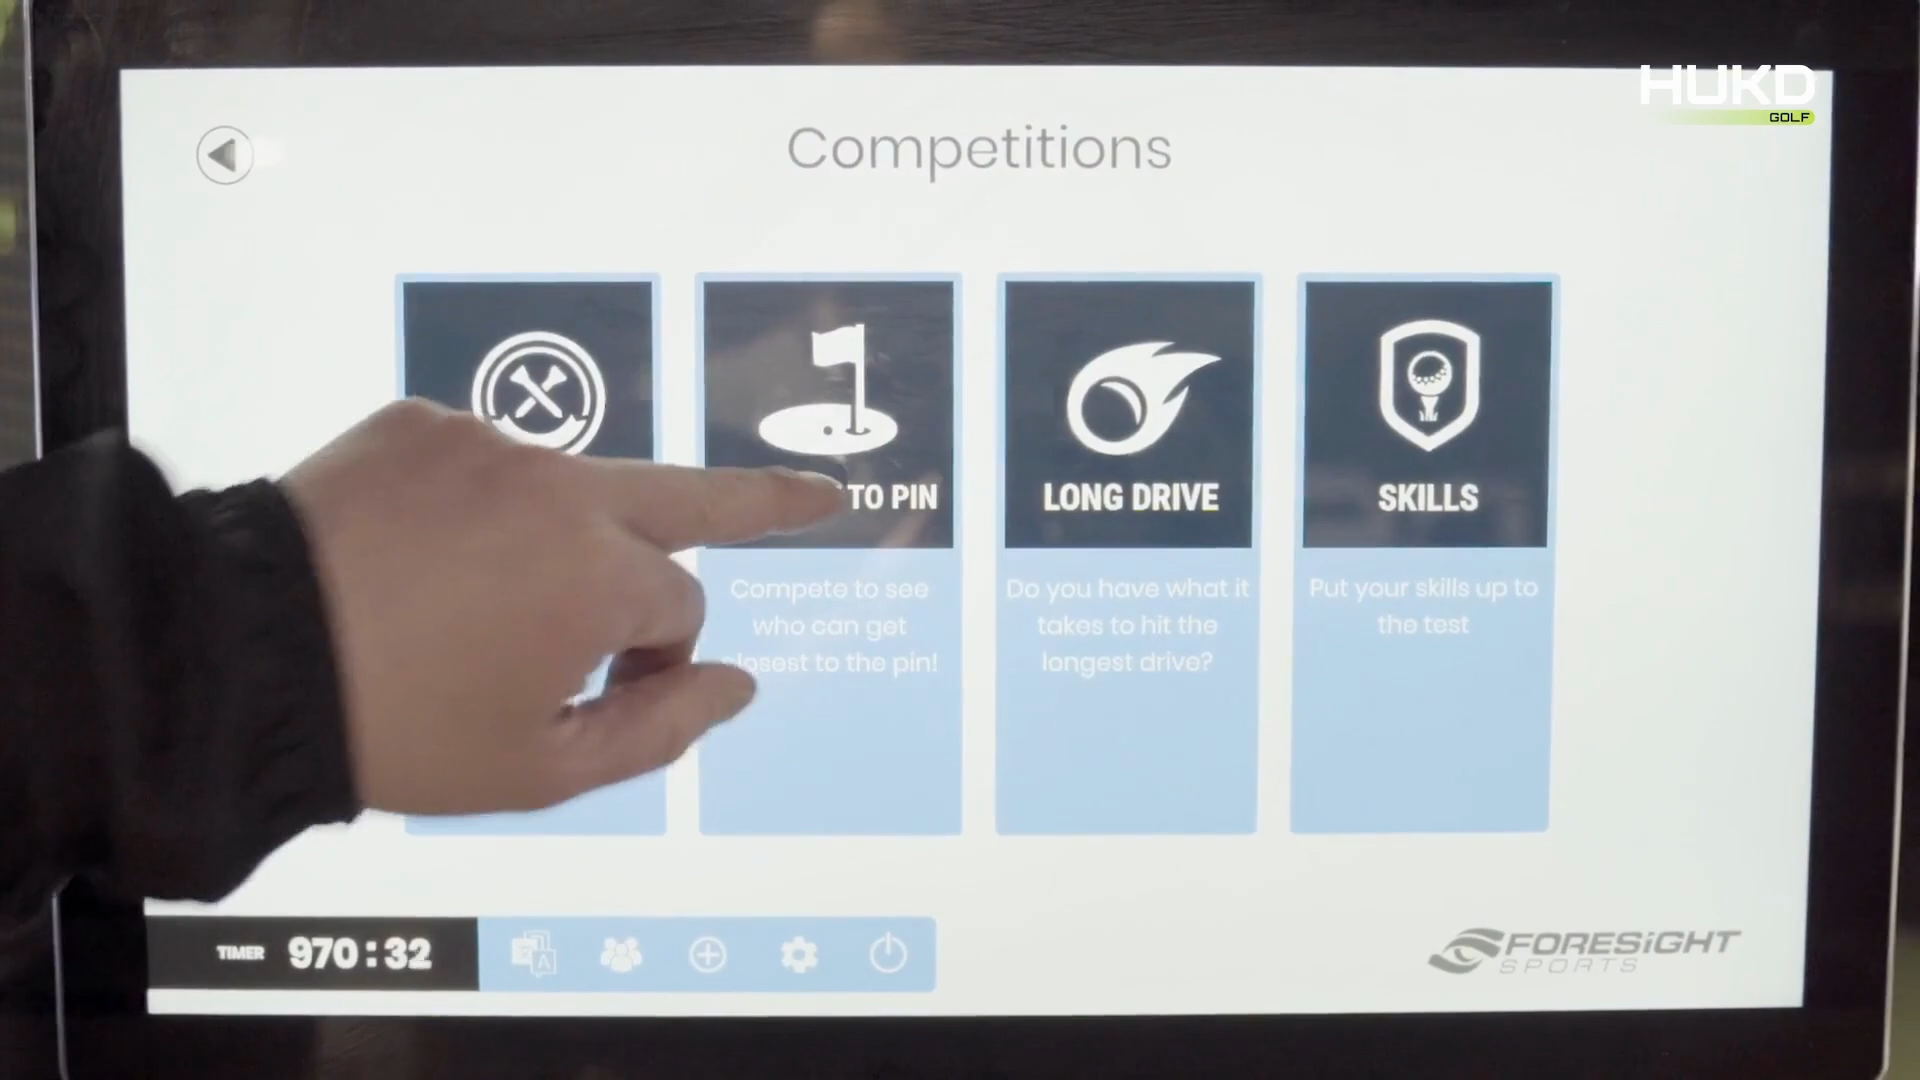 HUKD
GOLF
Competitions
TO PIN
LONG DRIVE
SKILLS
Compete to see
who can get
to the pin!
Do you have what it
takes to hit the
longest drive?
Put your skills up to
the test
TIMER 970:32
A
FORESiGHT
SPORTS